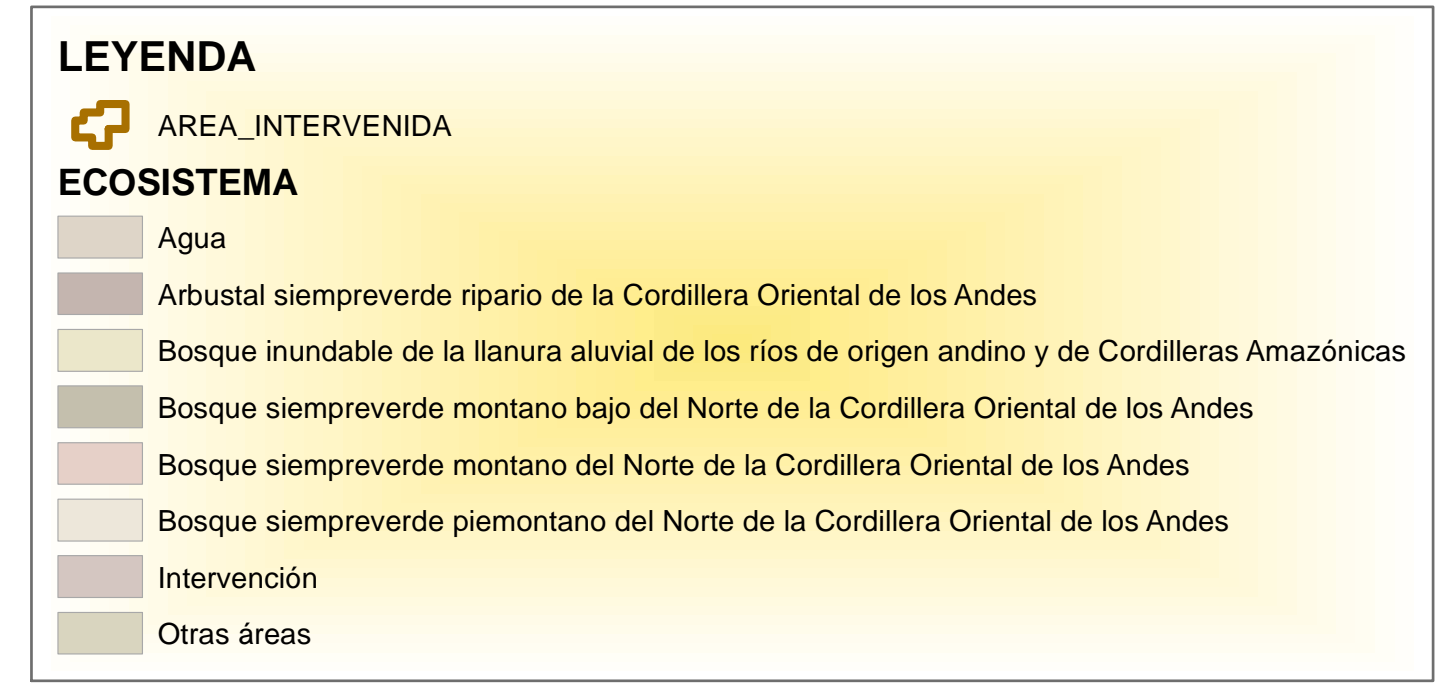 LEYENDA
AREA_INTERVENIDA
ECOSISTEMA
Agua
Arbustal siempreverde ripario de la Cordillera Oriental de los Andes
Bosque inundable de la llanura aluvial de los ríos de origen andino y de Cordilleras Amazónicas
Bosque siempreverde montano bajo del Norte de la Cordillera Oriental de los Andes
Bosque siempreverde montano del Norte de la Cordillera Oriental de los Andes
Bosque siempreverde piemontano del Norte de la Cordillera Oriental de los Andes
Intervención
Otras áreas